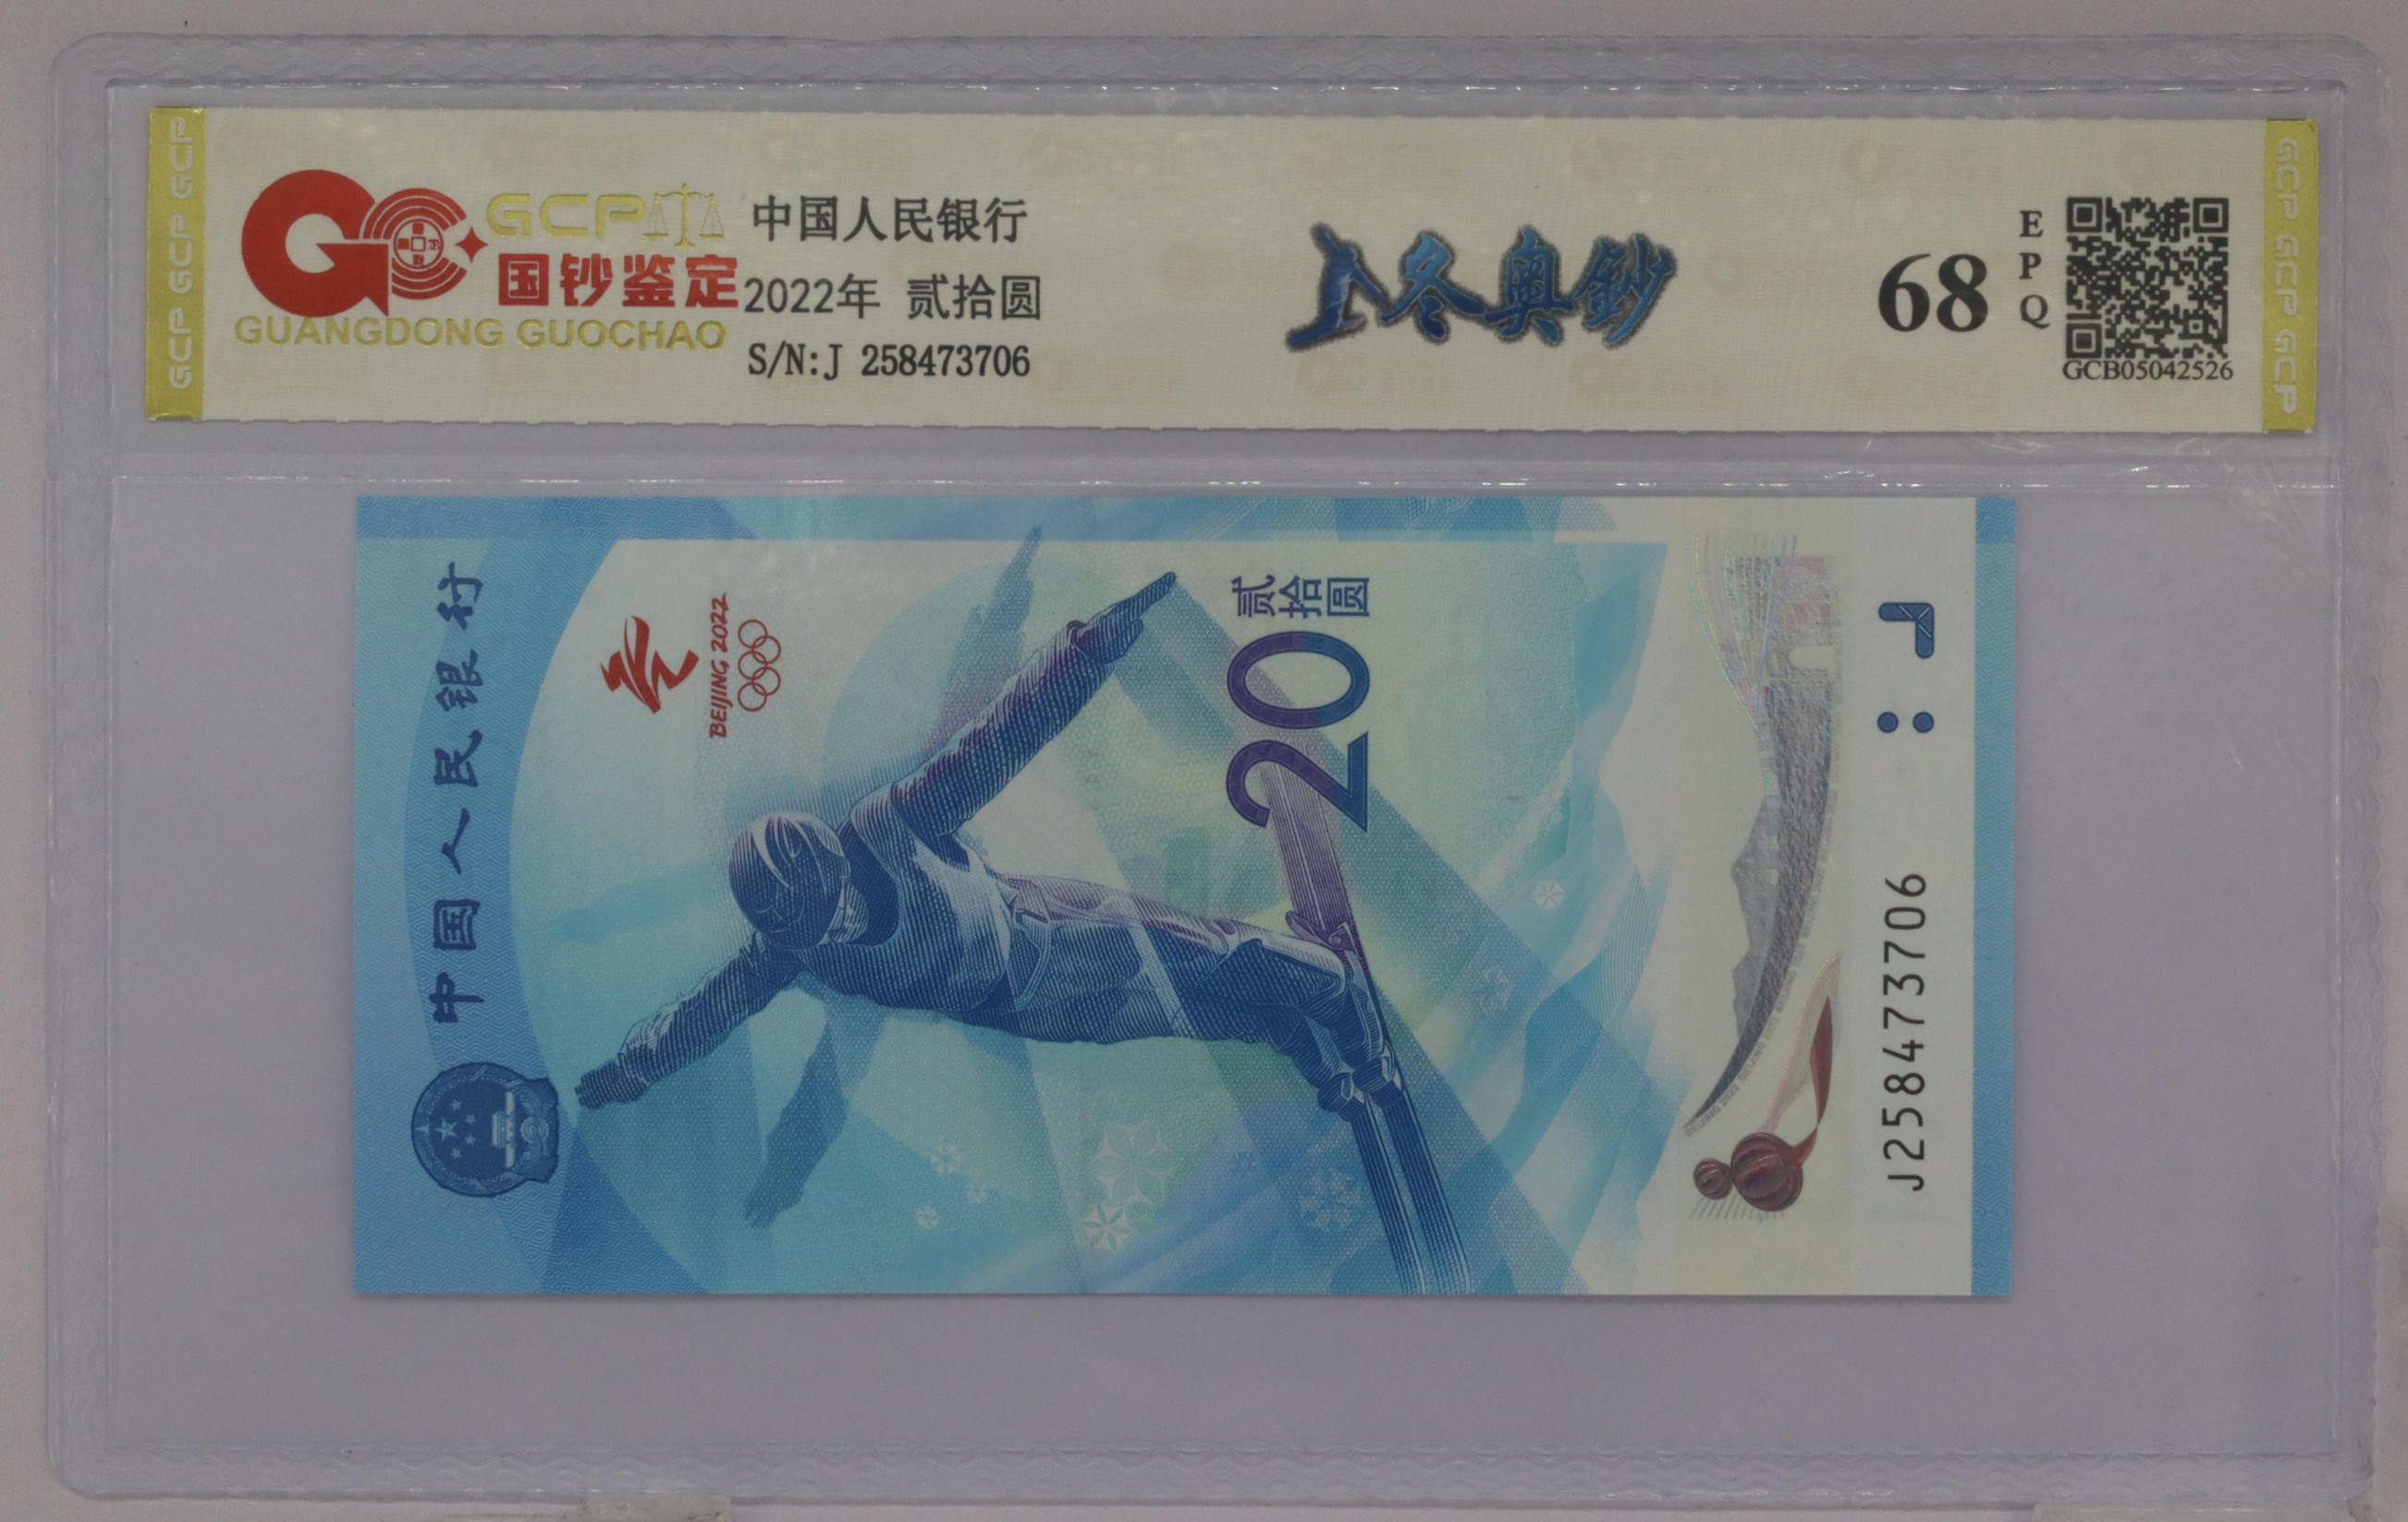 GCP GCP GCP
GCP
国钞鉴定
GUANGDONG GUOCHAO
中国人民银行
2022年 贰拾圆
S/N:J 258473706
冬奥鈔
68
E
P
Q
GCB05042526
GCP GCP GCP
中国人民银行
BEIJING 2022
贰拾圆
20
J258473706